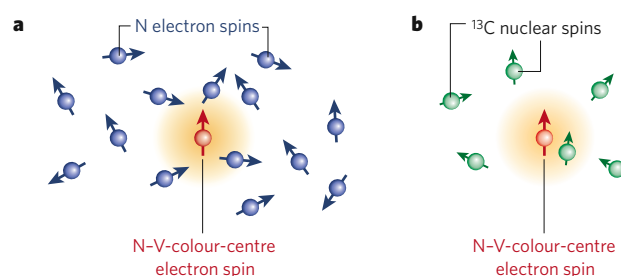 a
N electron spins
N–V-colour-centre
electron spin
b
¹³C nuclear spins
N–V-colour-centre
electron spin